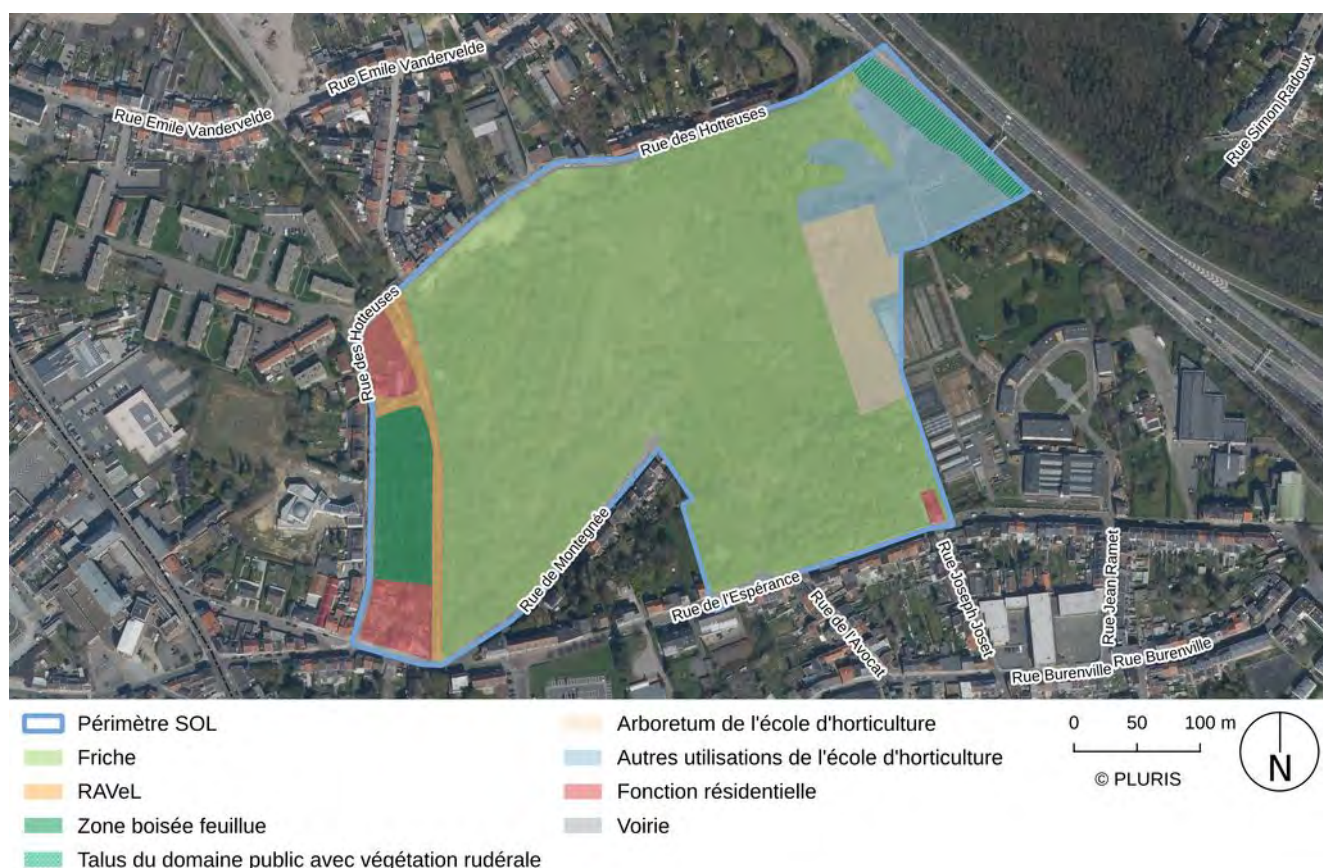 Rue Emile Vandervelde
Rue Emile Vandervelde
Rue Simon Radoux
Rue des Hotteuses
Rue des Hotteuses
Rue de Montegnée
Rue de l'Espérance
Rue de l'Avocat
Rue Joseph Joset
Rue Jean Ramet
Rue Burenville
Rue Burenville
Périmètre SOL
Friche
RAVeL
Zone boisée feuillue
Talus du domaine public avec végétation rudérale
Arboretum de l'école d'horticulture
Autres utilisations de l'école d'horticulture
Fonction résidentielle
Voirie
0 50 100 m
© PLURIS
N